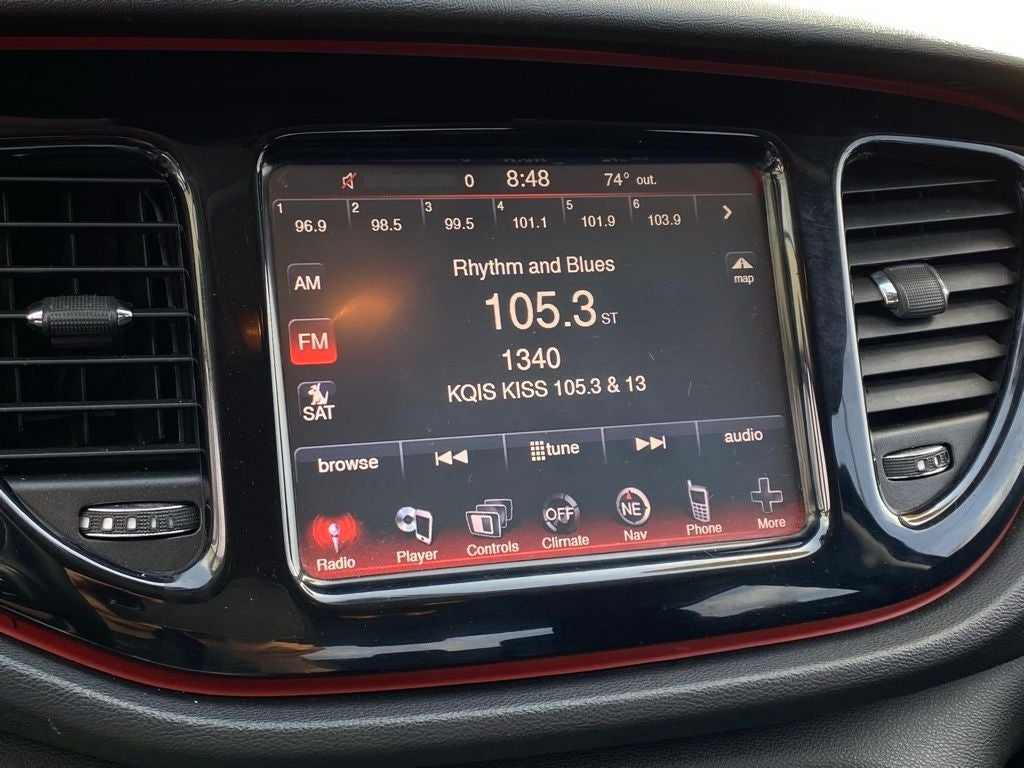 0 8:48 74° out.
1 96.9 2 98.5 3 99.5 4 101.1 5 101.9 6 103.9
AM
Rhythm and Blues
map
FM
105.3 ST
1340
SAT
KQIS KISS 105.3 & 13
browse
tune
audio
Radio
Player
Controls
OFF
Climate
NE
Nav
Phone
More